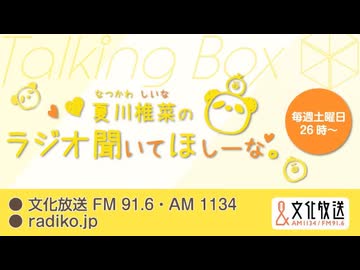 Talking Box
なつかわ しいな
夏川椎菜の
ラジオ聞いてほしーな。
毎週土曜日
26時〜
● 文化放送 FM 91.6・AM 1134
● radiko.jp
&文化放送
AM1134/FM91.6